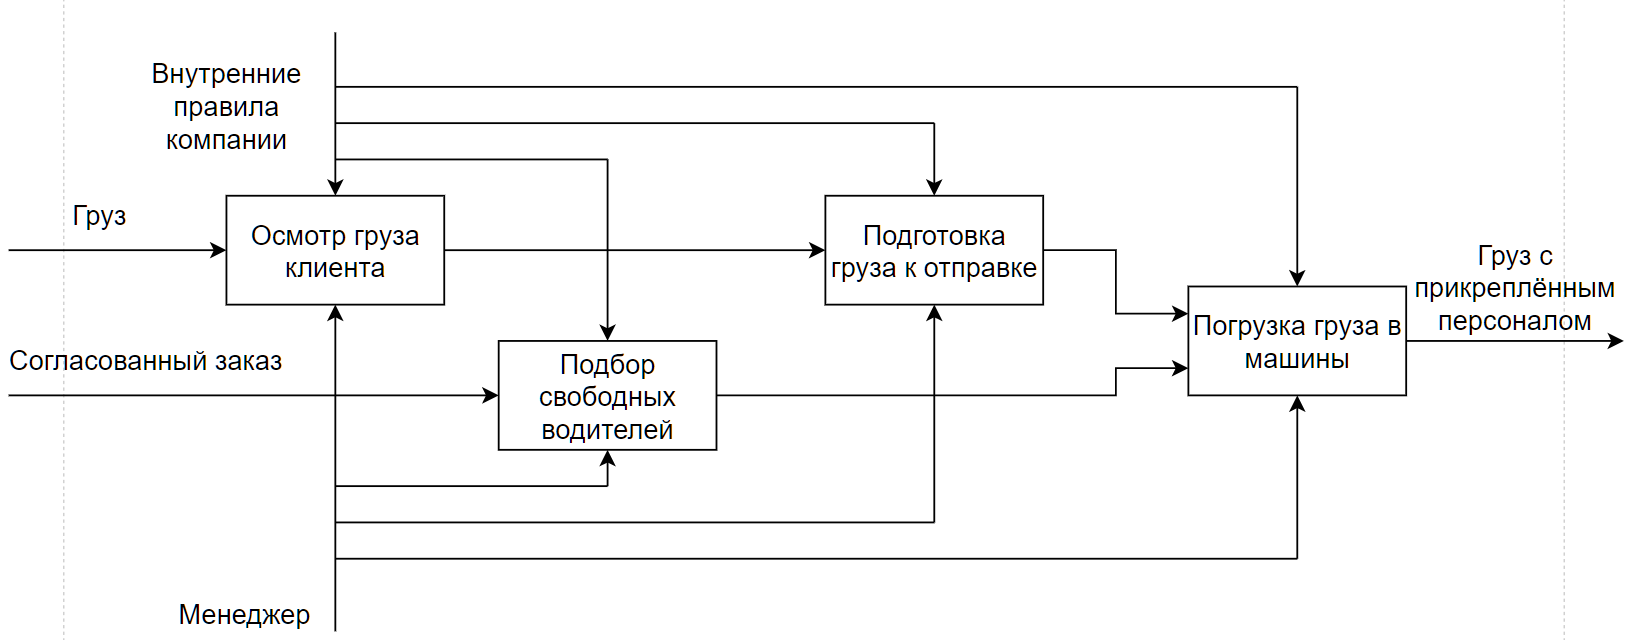 Внутренние
правила
компании
Груз
Осмотр груза
клиента
Подготовка
груза к отправке
Груз с
прикреплённым
персоналом
Погрузка груза в
машины
Согласованный заказ
Подбор
свободных
водителей
Менеджер